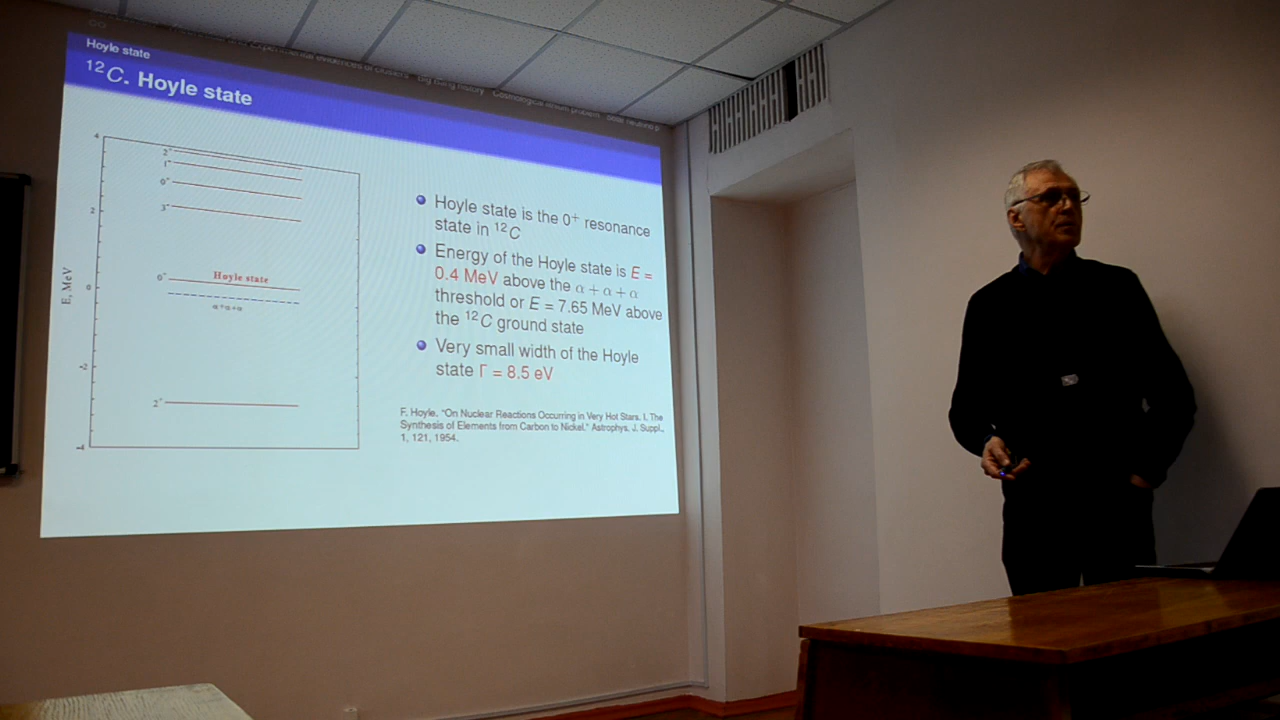 Hoyle state
¹²C. Hoyle state
4
2
0
-2
-4
E, MeV
2⁺
1⁻
0⁺
3⁻
0⁺
Hoyle state
α+α+α
2⁺
Hoyle state is the 0⁺ resonance
state in ¹²C
Energy of the Hoyle state is E =
0.4 MeV above the α + α + α
threshold or E = 7.65 MeV above
the ¹²C ground state
Very small width of the Hoyle
state Γ = 8.5 eV
F. Hoyle. "On Nuclear Reactions Occurring in Very Hot Stars. I. The
Synthesis of Elements from Carbon to Nickel." Astrophys. J. Suppl.,
1, 121, 1954.